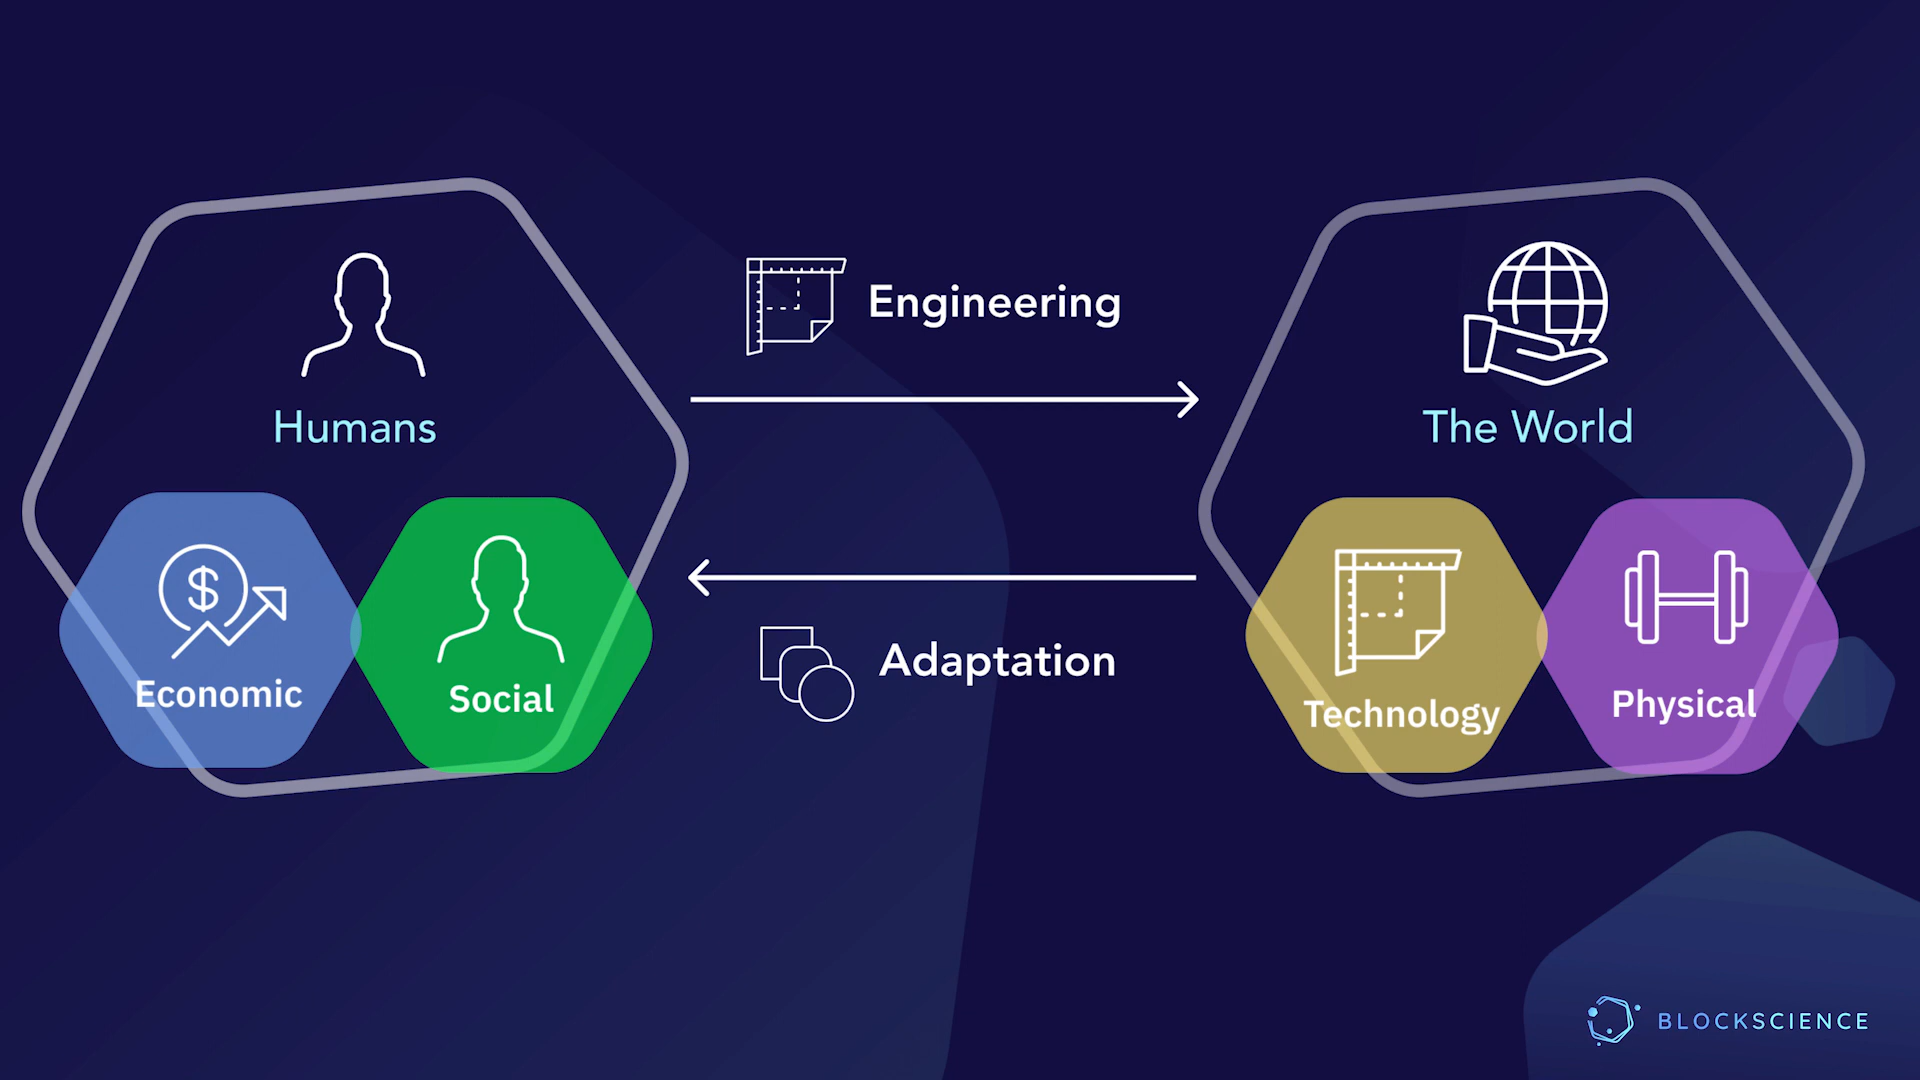 Humans
$
Economic
Social
Engineering
Adaptation
The World
Technology
Physical
BLOCKSCIENCE